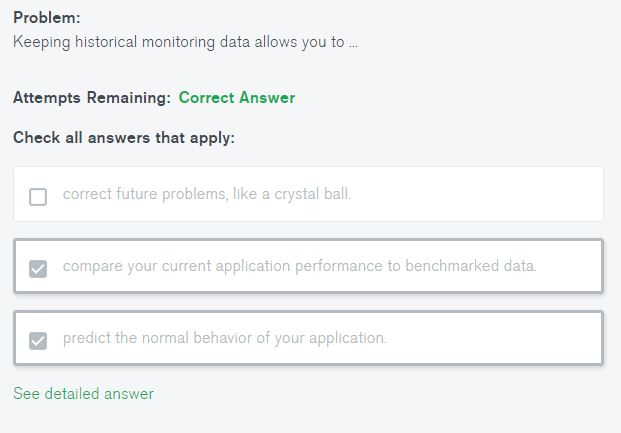 Problem:
Keeping historical monitoring data allows you to ...
Attempts Remaining: Correct Answer
Check all answers that apply:
correct future problems, like a crystal ball.
compare your current application performance to benchmarked data.
predict the normal behavior of your application.
See detailed answer